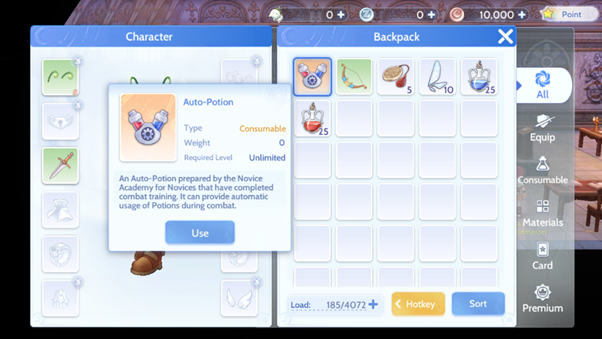 0 +
0 +
10,000 +
Point
Character
Backpack
All
Equip
Consumable
Materials
Card
Premium
Auto-Potion
Type Consumable
Weight 0
Required Level Unlimited
An Auto-Potion prepared by the Novice
Academy for Novices that have completed
combat training. It can provide automatic
usage of Potions during combat.
Use
5
10
25
25
Load: 185/4072 +
Hotkey
Sort